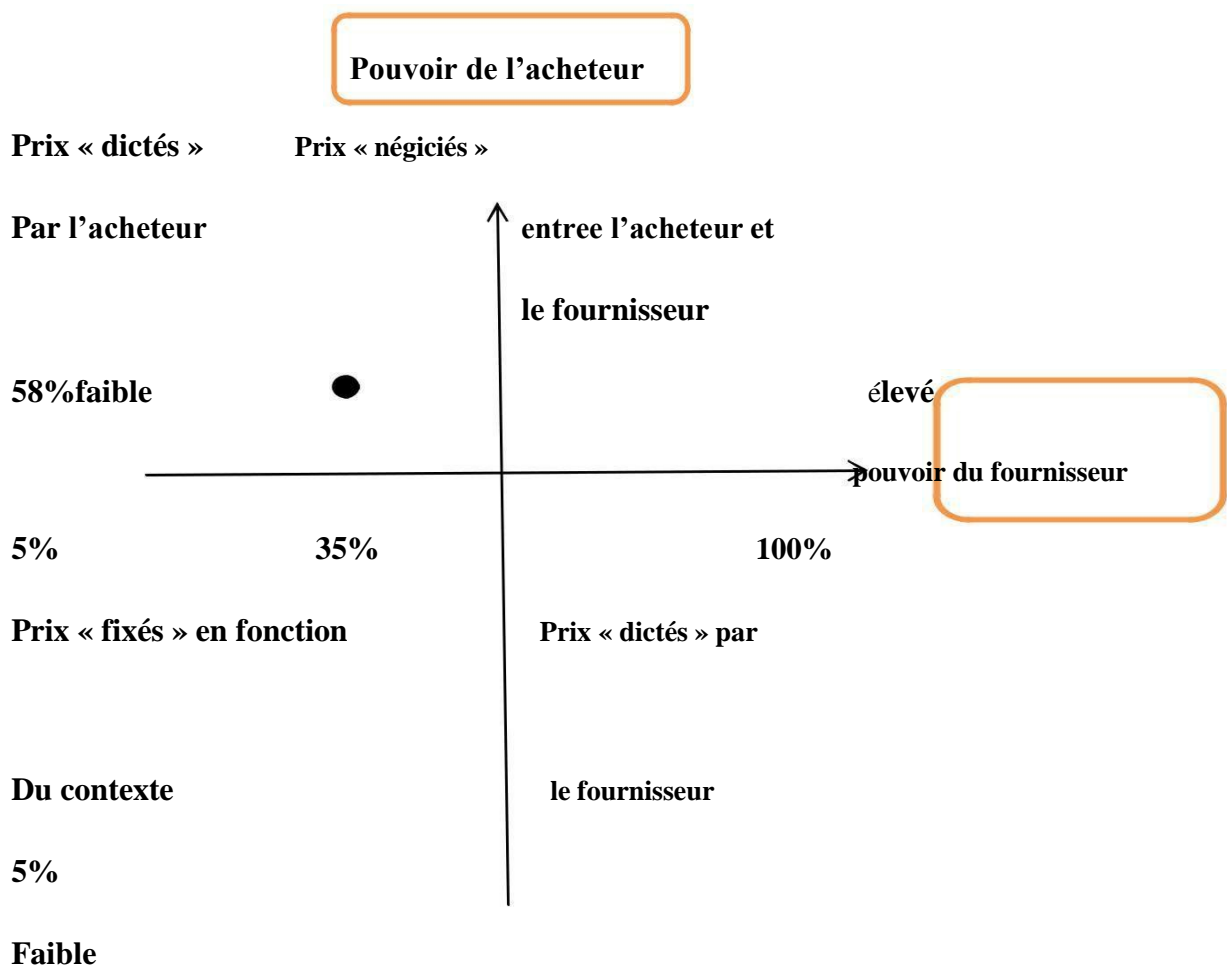 Pouvoir de l’acheteur
Prix « dictés » Prix « négiciés »
Par l’acheteur entree l’acheteur et
le fournisseur
58%faible élevé
pouvoir du fournisseur
5% 35% 100%
Prix « fixés » en fonction Prix « dictés » par
Du contexte le fournisseur
5%
Faible